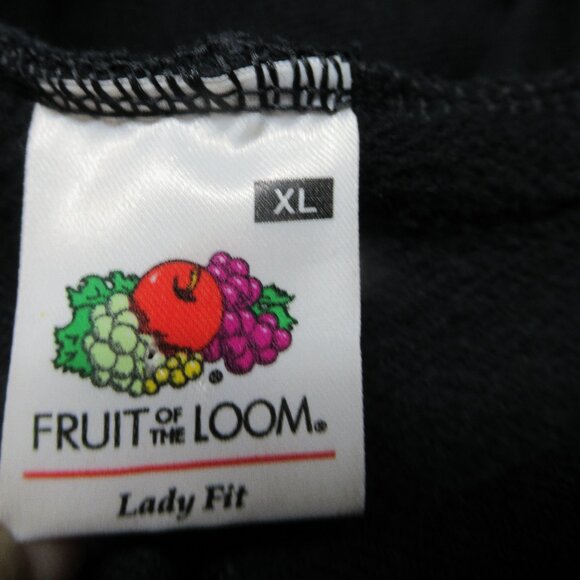 XL
FRUIT OF THE LOOM®
Lady Fit